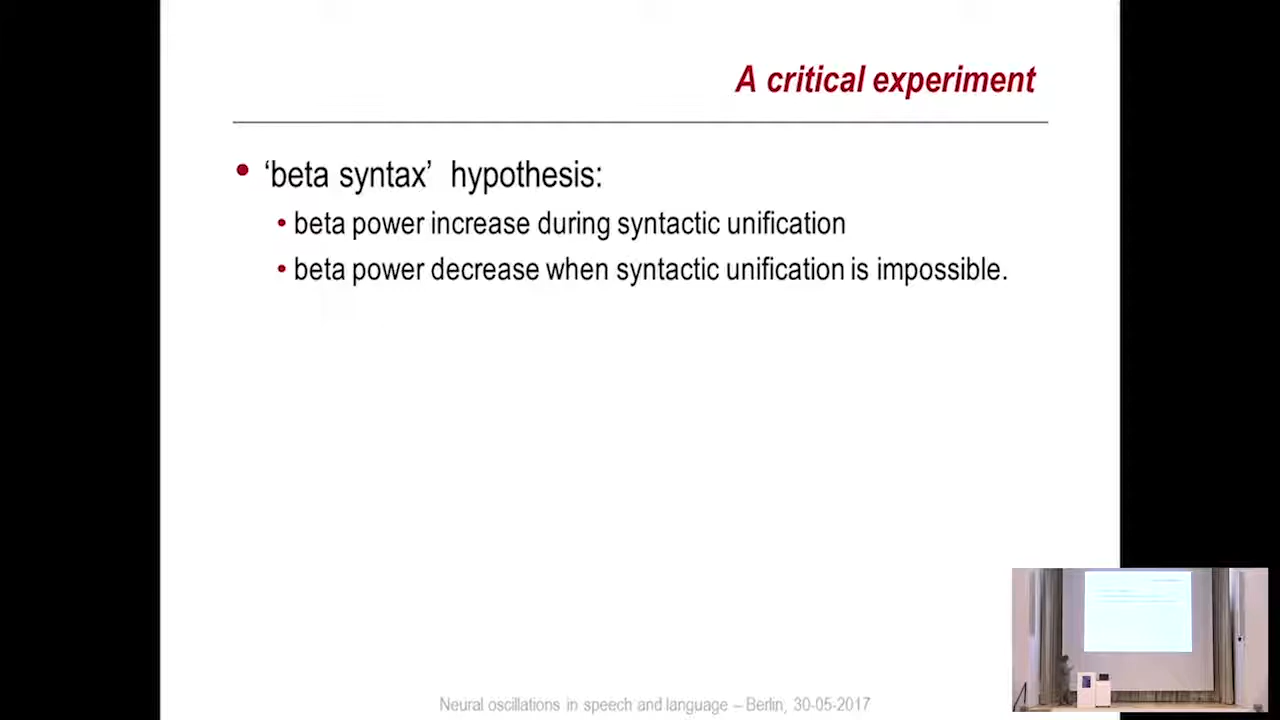 A critical experiment
• ‘beta syntax’ hypothesis:
• beta power increase during syntactic unification
• beta power decrease when syntactic unification is impossible.
Neural oscillations in speech and language – Berlin, 30-05-2017